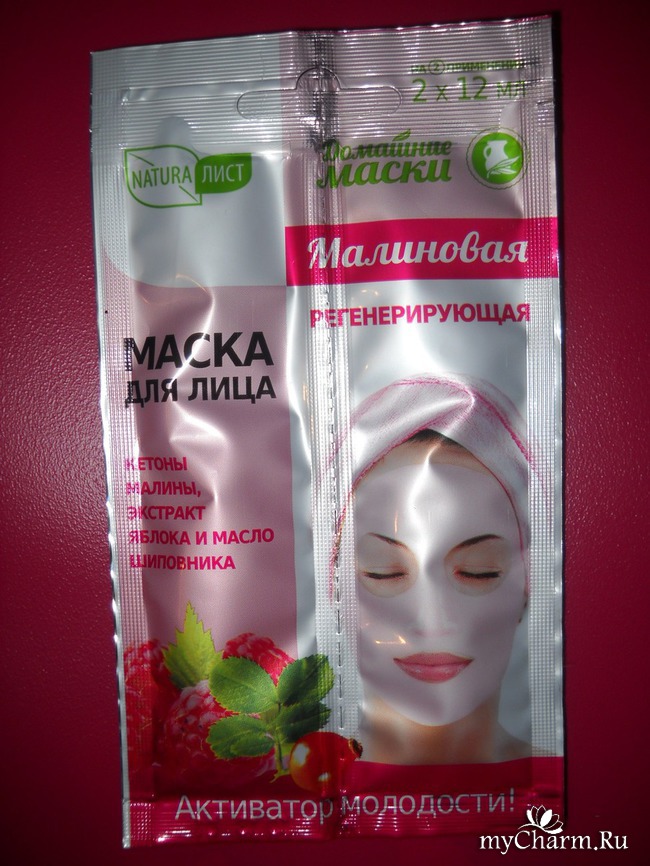 НА 2 ПРИМЕНЕНИЯ
2 x 12 мл
NATURA ЛИСТ
Домашние
маски
Малиновая
РЕГЕНЕРИРУЮЩАЯ
МАСКА
ДЛЯ ЛИЦА
КЕТОНЫ
МАЛИНЫ,
ЭКСТРАКТ
ЯБЛОКА И МАСЛО
ШИПОВНИКА
Активатор молодости!
myCharm.Ru